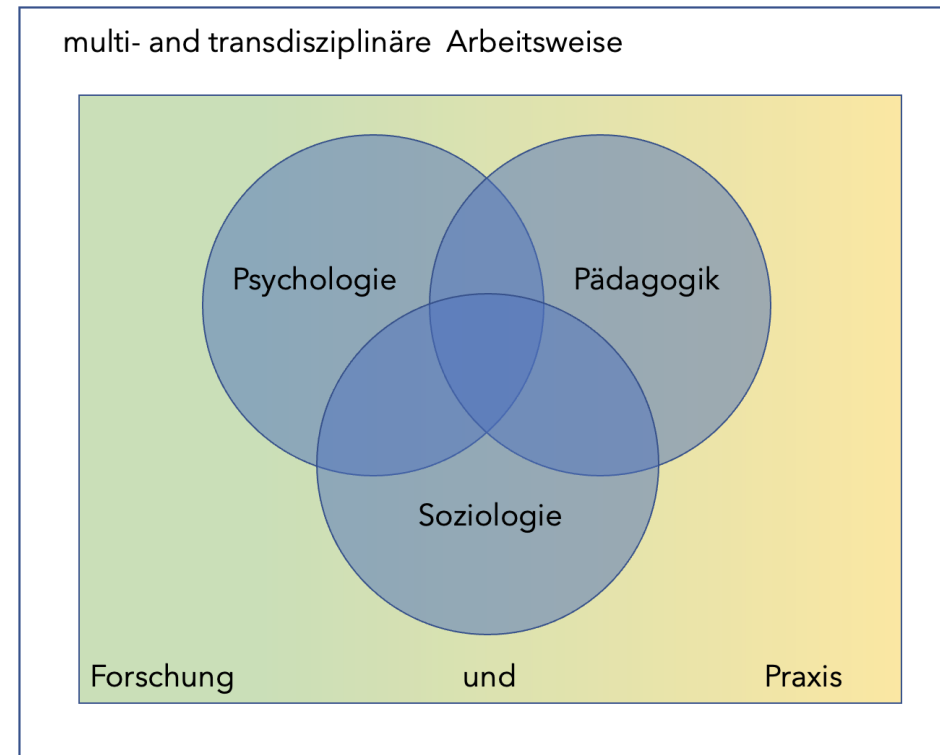 multi- and transdisziplinäre Arbeitsweise
Psychologie
Pädagogik
Soziologie
Forschung und Praxis